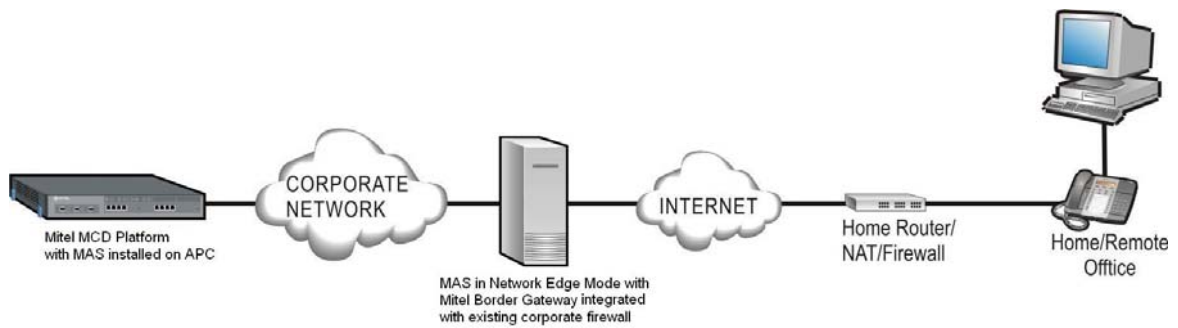 Mitel MCD Platform
with MAS installed on APC
CORPORATE
NETWORK
MAS in Network Edge Mode with
Mitel Border Gateway integrated
with existing corporate firewall
INTERNET
Home Router/
NAT/Firewall
Home/Remote
Offtice